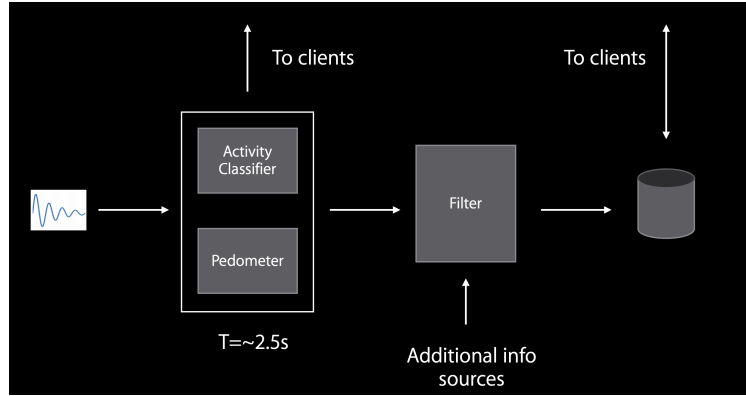 To clients
To clients
Activity
Classifier
Filter
Pedometer
T=~2.5s
Additional info
sources